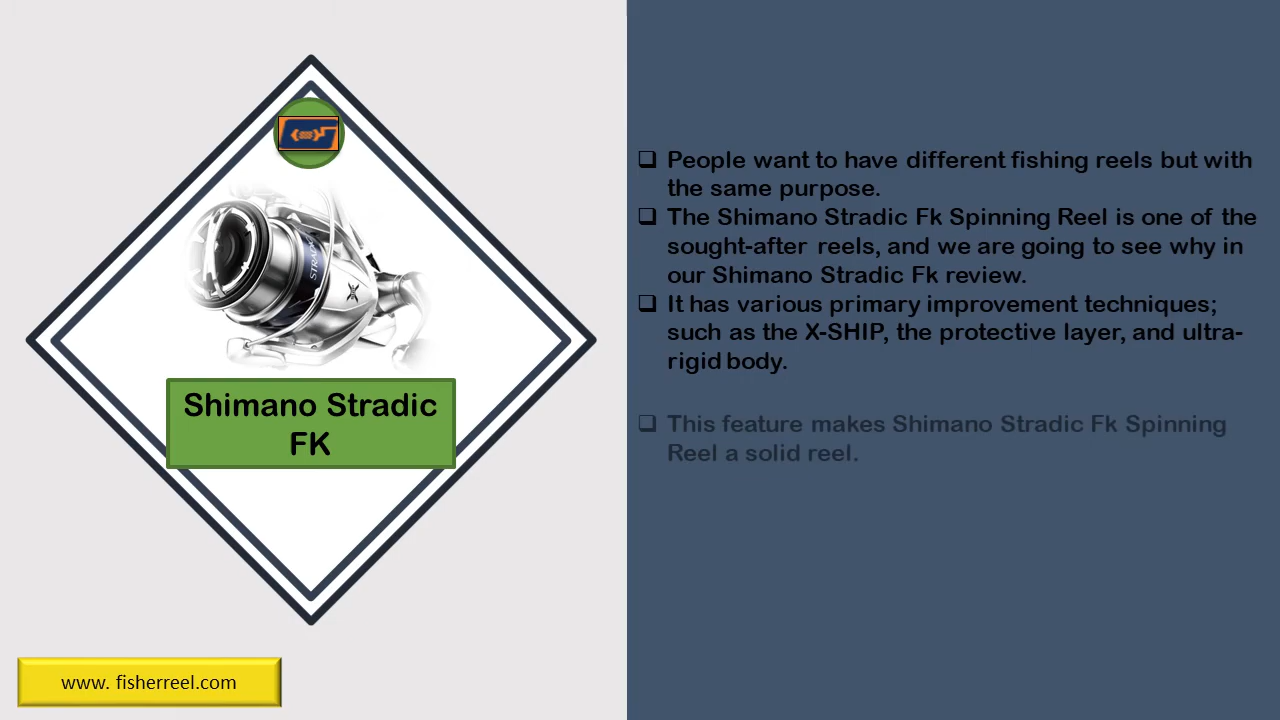 STRADIC
Shimano Stradic
FK
www. fisherreel.com
❑ People want to have different fishing reels but with
the same purpose.
❑ The Shimano Stradic Fk Spinning Reel is one of the
sought-after reels, and we are going to see why in
our Shimano Stradic Fk review.
❑ It has various primary improvement techniques;
such as the X-SHIP, the protective layer, and ultra-
rigid body.
❑ This feature makes Shimano Stradic Fk Spinning
Reel a solid reel.